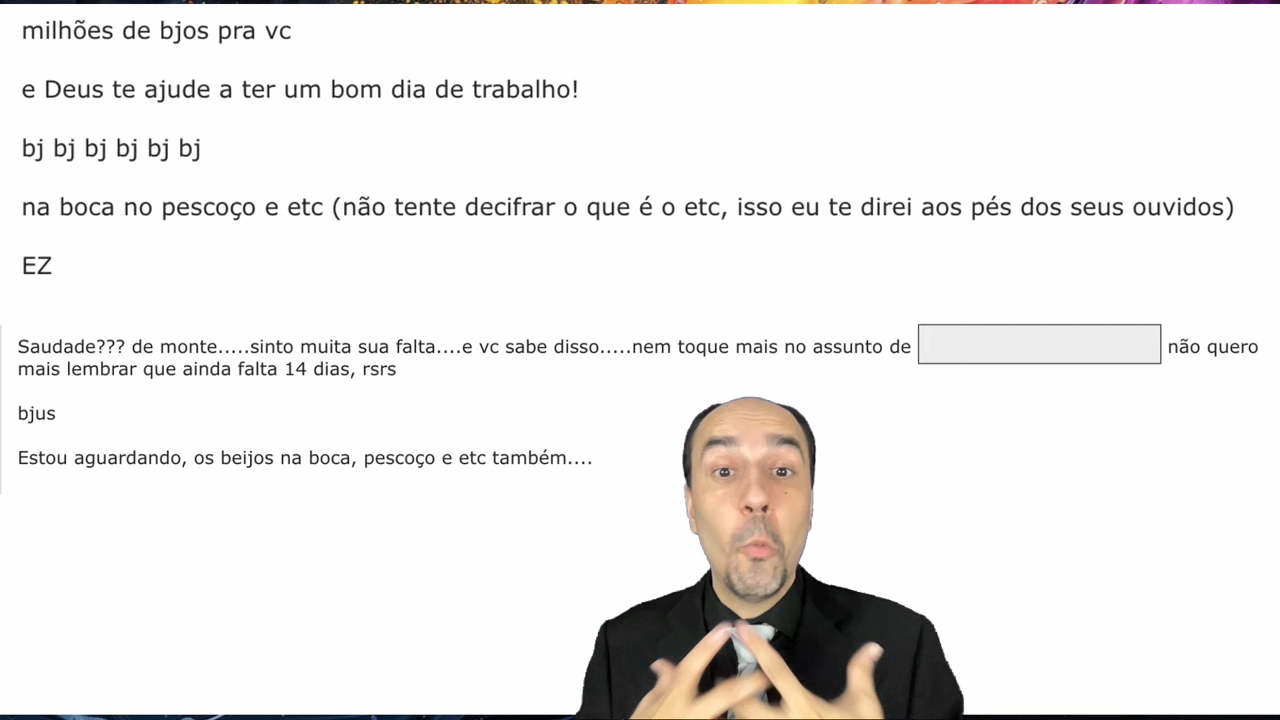 milhões de bjos pra vc
e Deus te ajude a ter um bom dia de trabalho!
bj bj bj bj bj bj
na boca no pescoço e etc (não tente decifrar o que é o etc, isso eu te direi aos pés dos seus ouvidos)
EZ
Saudade??? de monte.....sinto muita sua falta....e vc sabe disso.....nem toque mais no assunto de não quero
mais lembrar que ainda falta 14 dias, rsrs
bjus
Estou aguardando, os beijos na boca, pescoço e etc também....